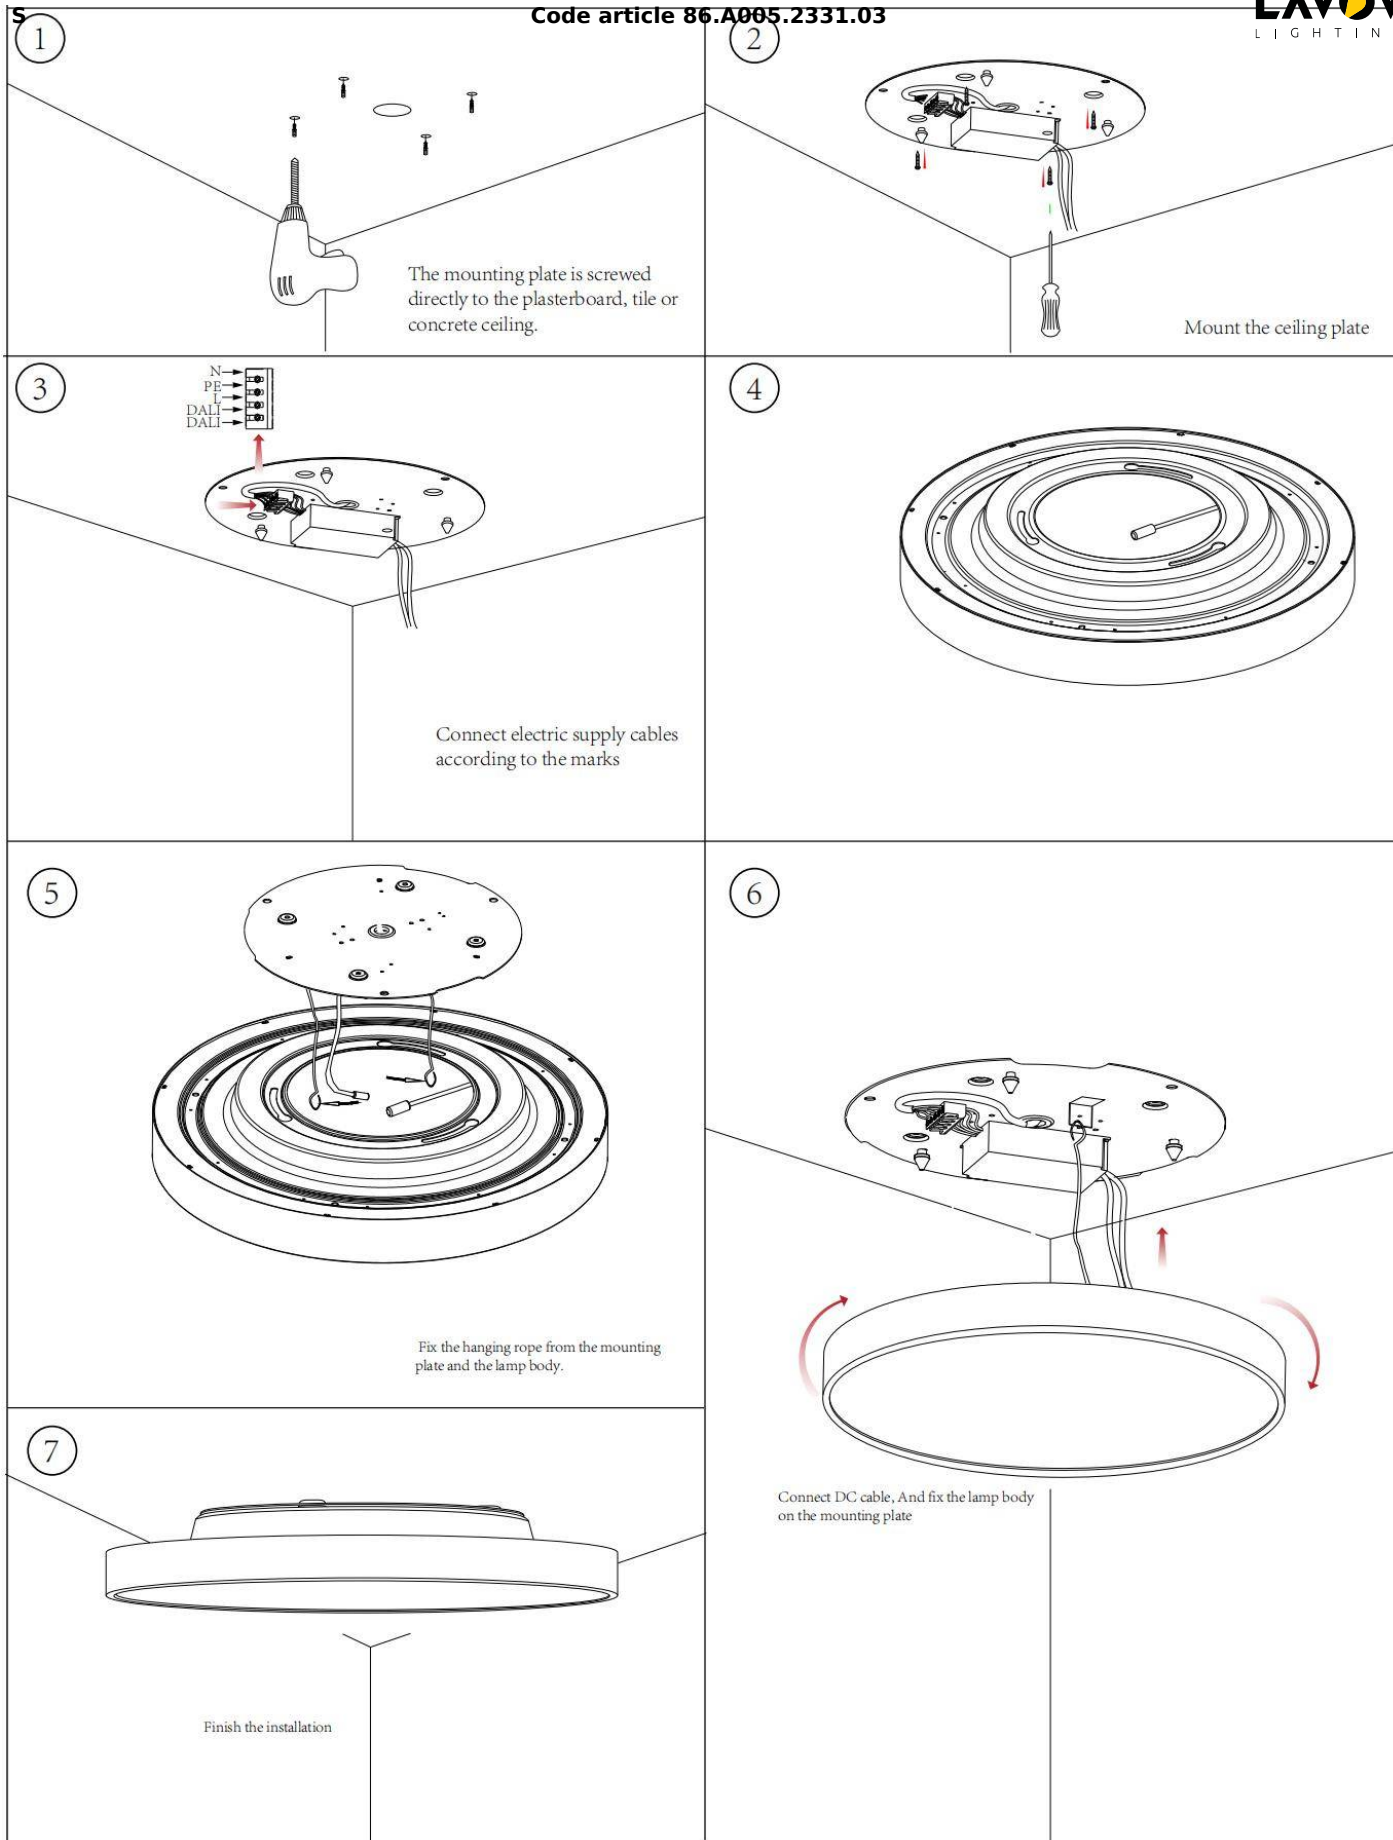 S
Code article 86.A005.2331.03
LIGHTIN
1
The mounting plate is screwed
directly to the plasterboard, tile or
concrete ceiling.
2
Mount the ceiling plate
3
N
PE
L
DALI
DALI
Connect electric supply cables
according to the marks
4
5
Fix the hanging rope from the mounting
plate and the lamp body.
6
Connect DC cable, And fix the lamp body
on the mounting plate
7
Finish the installation